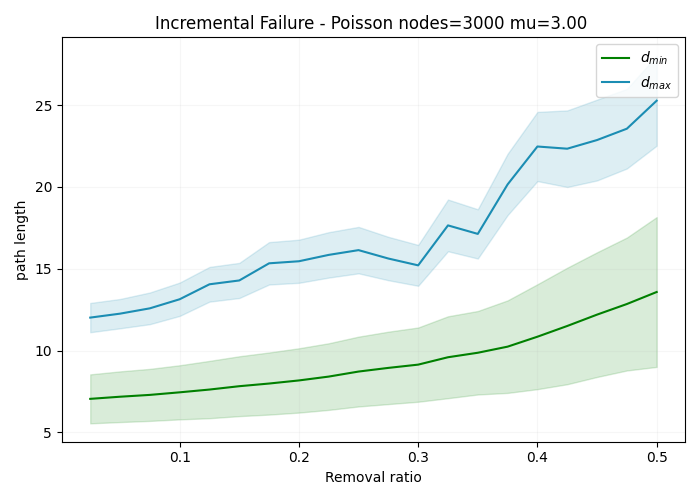 Incremental Failure - Poisson nodes=3000 mu=3.00
d_min
d_max
path length
25
20
15
10
5
0.1 0.2 0.3 0.4 0.5
Removal ratio